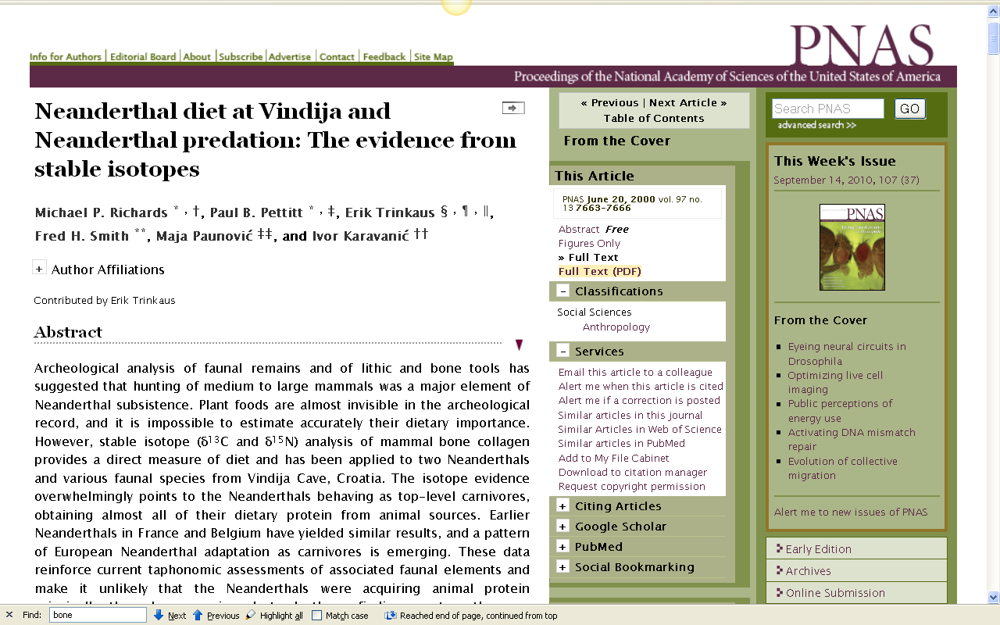 Info for Authors | Editorial Board | About | Subscribe | Advertise | Contact | Feedback | Site Map
PNAS
Proceedings of the National Academy of Sciences of the United States of America
Neanderthal diet at Vindija and
Neanderthal predation: The evidence from
stable isotopes
Michael P. Richards * , †, Paul B. Pettitt * , ‡, Erik Trinkaus § , ¶ , ∥,
Fred H. Smith **, Maja Paunović ‡‡, and Ivor Karavanić ††
+ Author Affiliations
Contributed by Erik Trinkaus
Abstract
Archeological analysis of faunal remains and of lithic and bone tools has
suggested that hunting of medium to large mammals was a major element of
Neanderthal subsistence. Plant foods are almost invisible in the archeological
record, and it is impossible to estimate accurately their dietary importance.
However, stable isotope (δ13C and δ15N) analysis of mammal bone collagen
provides a direct measure of diet and has been applied to two Neanderthals
and various faunal species from Vindija Cave, Croatia. The isotope evidence
overwhelmingly points to the Neanderthals behaving as top-level carnivores,
obtaining almost all of their dietary protein from animal sources. Earlier
Neanderthals in France and Belgium have yielded similar results, and a pattern
of European Neanderthal adaptation as carnivores is emerging. These data
reinforce current taphonomic assessments of associated faunal elements and
make it unlikely that the Neanderthals were acquiring animal protein
« Previous | Next Article »
Table of Contents
From the Cover
This Article
PNAS June 20, 2000 vol. 97 no.
13 7663-7666
Abstract Free
Figures Only
» Full Text
Full Text (PDF)
- Classifications
Social Sciences
Anthropology
- Services
Email this article to a colleague
Alert me when this article is cited
Alert me if a correction is posted
Similar articles in this journal
Similar Articles in Web of Science
Similar articles in PubMed
Add to My File Cabinet
Download to citation manager
Request copyright permission
+ Citing Articles
+ Google Scholar
+ PubMed
+ Social Bookmarking
Search PNAS GO
advanced search >>
This Week's Issue
September 14, 2010, 107 (37)
PNAS
From the Cover
Eyeing neural circuits in
Drosophila
Optimizing live cell
imaging
Public perceptions of
energy use
Activating DNA mismatch
repair
Evolution of collective
migration
Alert me to new issues of PNAS
Early Edition
Archives
Online Submission
Find: bone Next Previous Highlight all Match case Reached end of page, continued from top